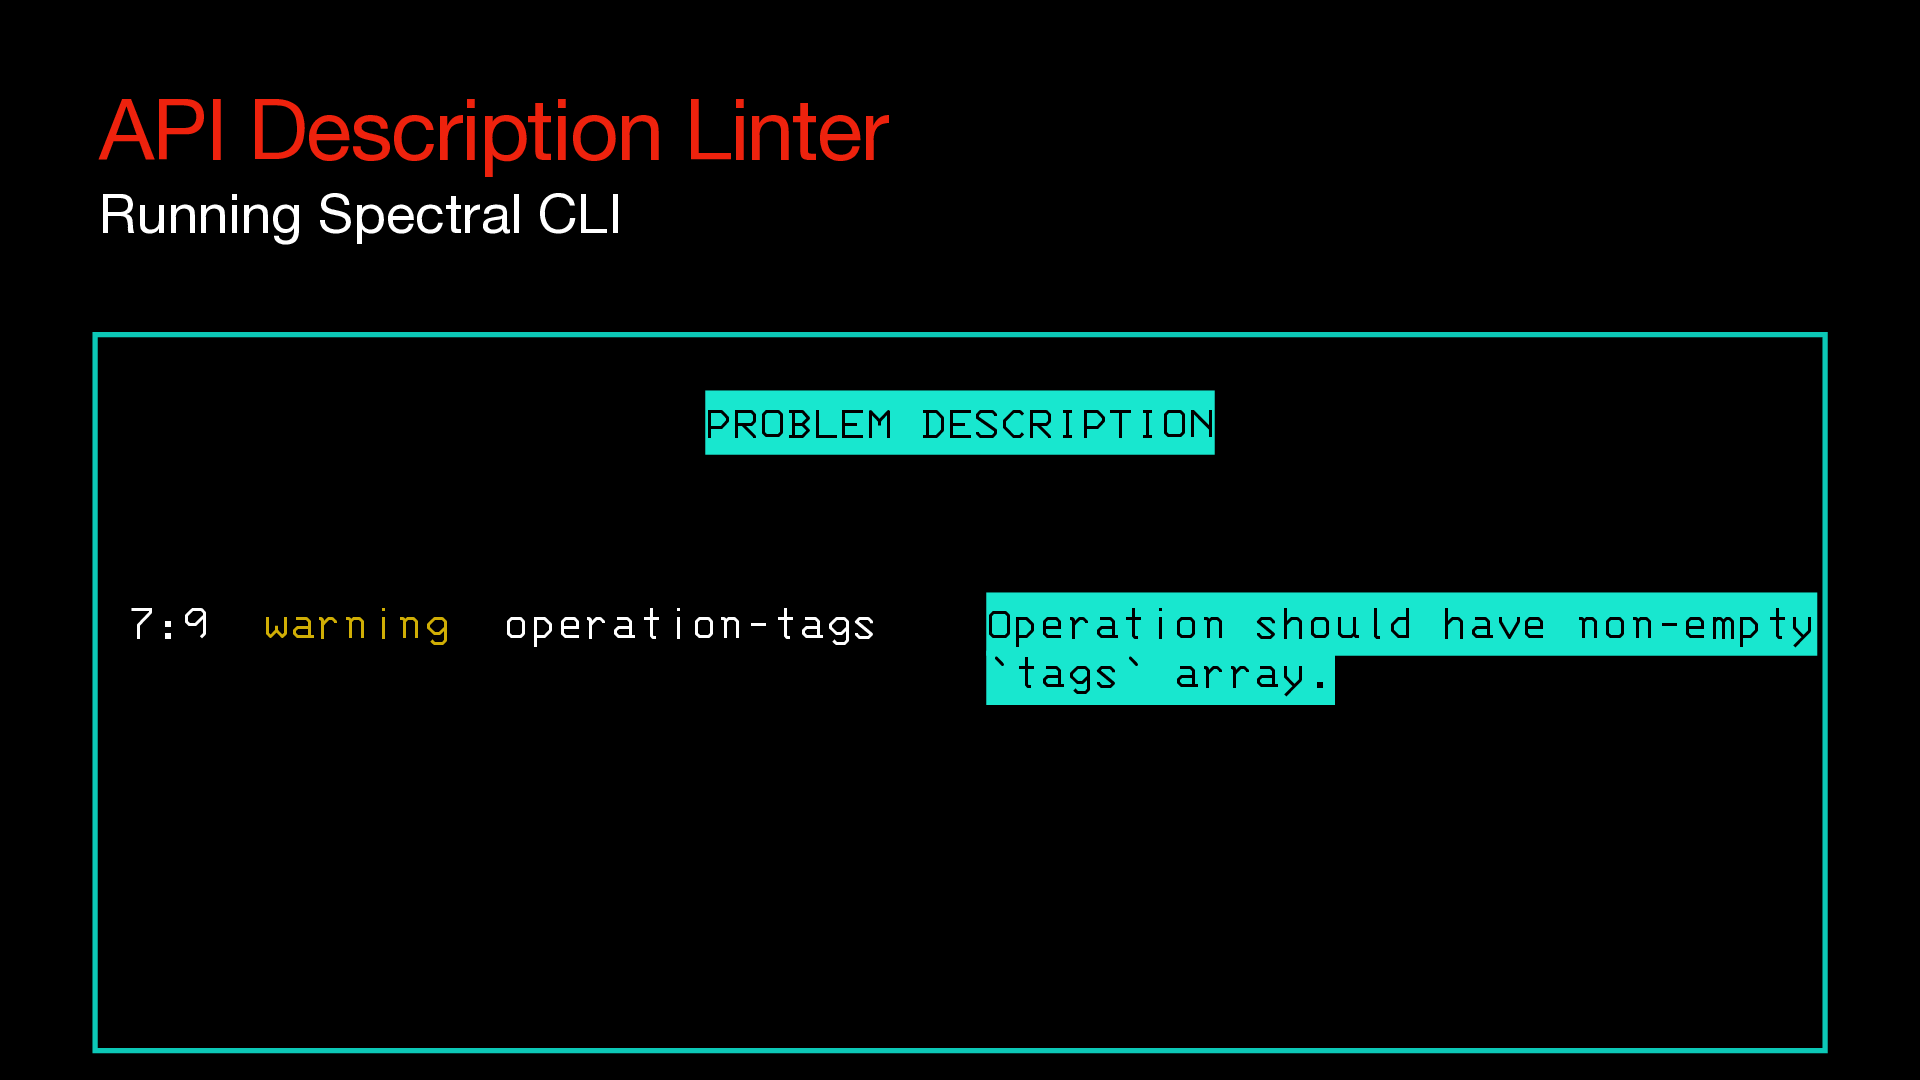 API Description Linter
Running Spectral CLI
PROBLEM DESCRIPTION
7:9 warning operation-tags Operation should have non-empty
`tags` array.